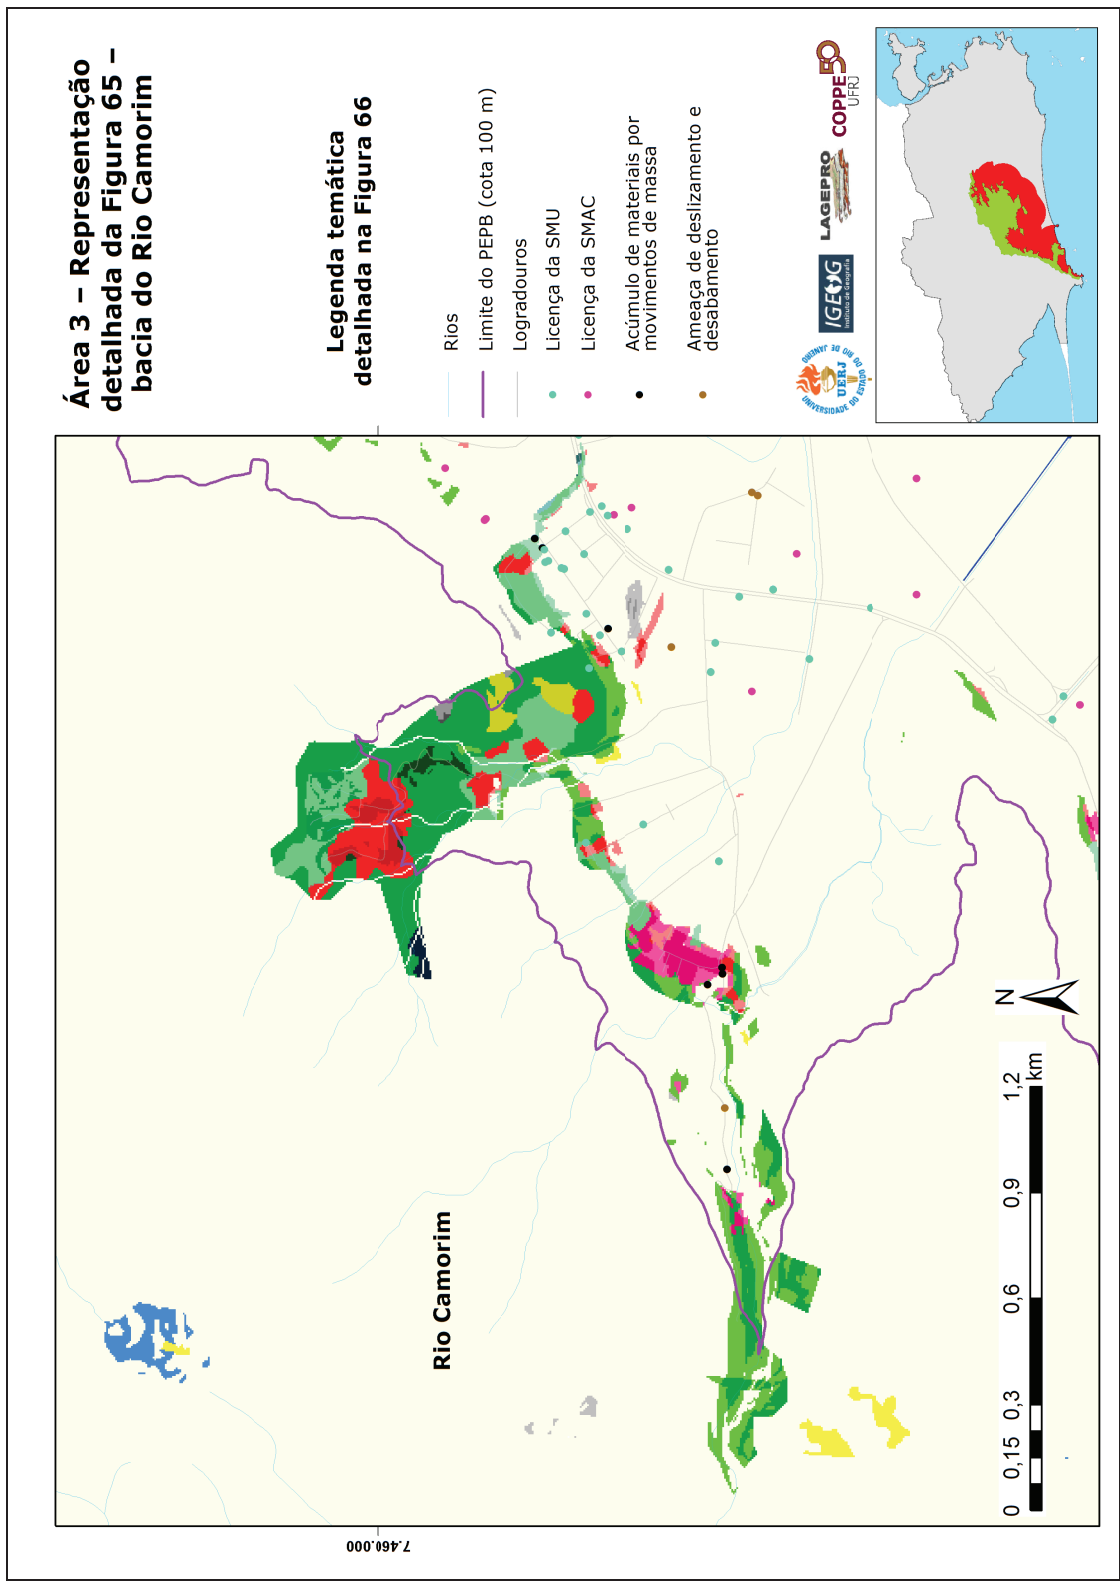 Área 3 – Representação
detalhada da Figura 65 –
bacia do Rio Camorim
Legenda temática
detalhada na Figura 66
Rios
Limite do PEPB (cota 100 m)
Logradouros
Licença da SMU
Licença da SMAC
Acúmulo de materiais por
movimentos de massa
Ameaça de deslizamento e
desabamento
UERJ
UNIVERSIDADE DO ESTADO DO RIO DE JANEIRO
IGEOG
Instituto de Geografia
LAGEPRO
COPPE
UFRJ
50
Rio Camorim
7.460.000
N
0 0,15 0,3 0,6 0,9 1,2
km